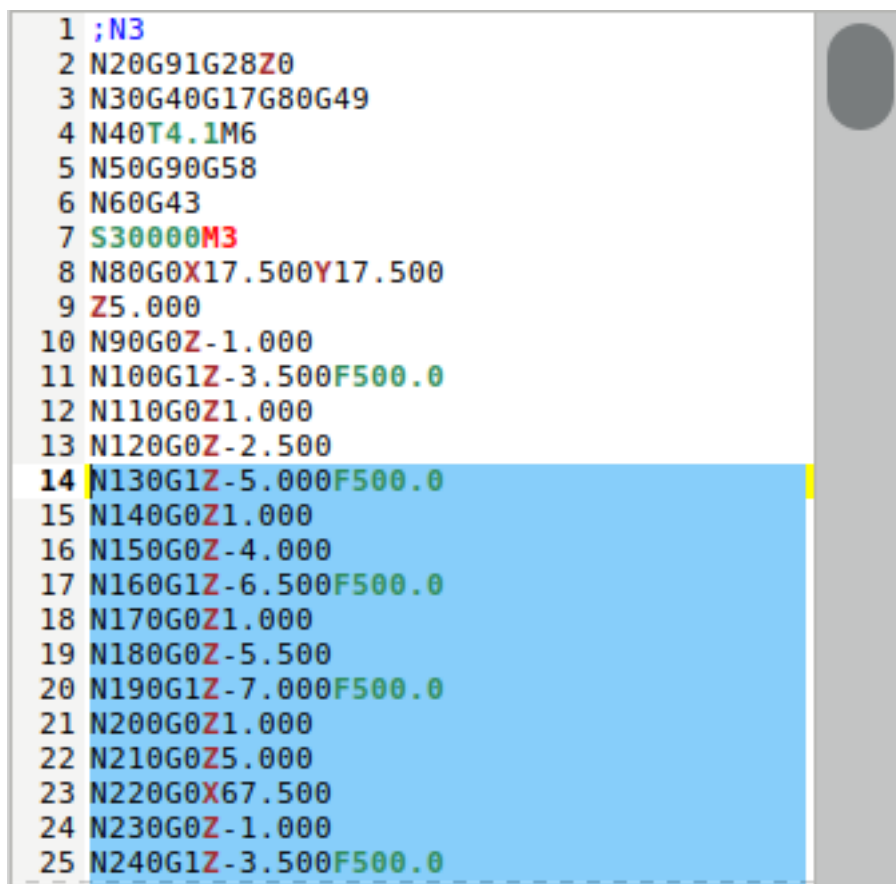 1 ;N3
2 N20G91G28Z0
3 N30G40G17G80G49
4 N40T4.1M6
5 N50G90G58
6 N60G43
7 S30000M3
8 N80G0X17.500Y17.500
9 Z5.000
10 N90G0Z-1.000
11 N100G1Z-3.500F500.0
12 N110G0Z1.000
13 N120G0Z-2.500
14 N130G1Z-5.000F500.0
15 N140G0Z1.000
16 N150G0Z-4.000
17 N160G1Z-6.500F500.0
18 N170G0Z1.000
19 N180G0Z-5.500
20 N190G1Z-7.000F500.0
21 N200G0Z1.000
22 N210G0Z5.000
23 N220G0X67.500
24 N230G0Z-1.000
25 N240G1Z-3.500F500.0